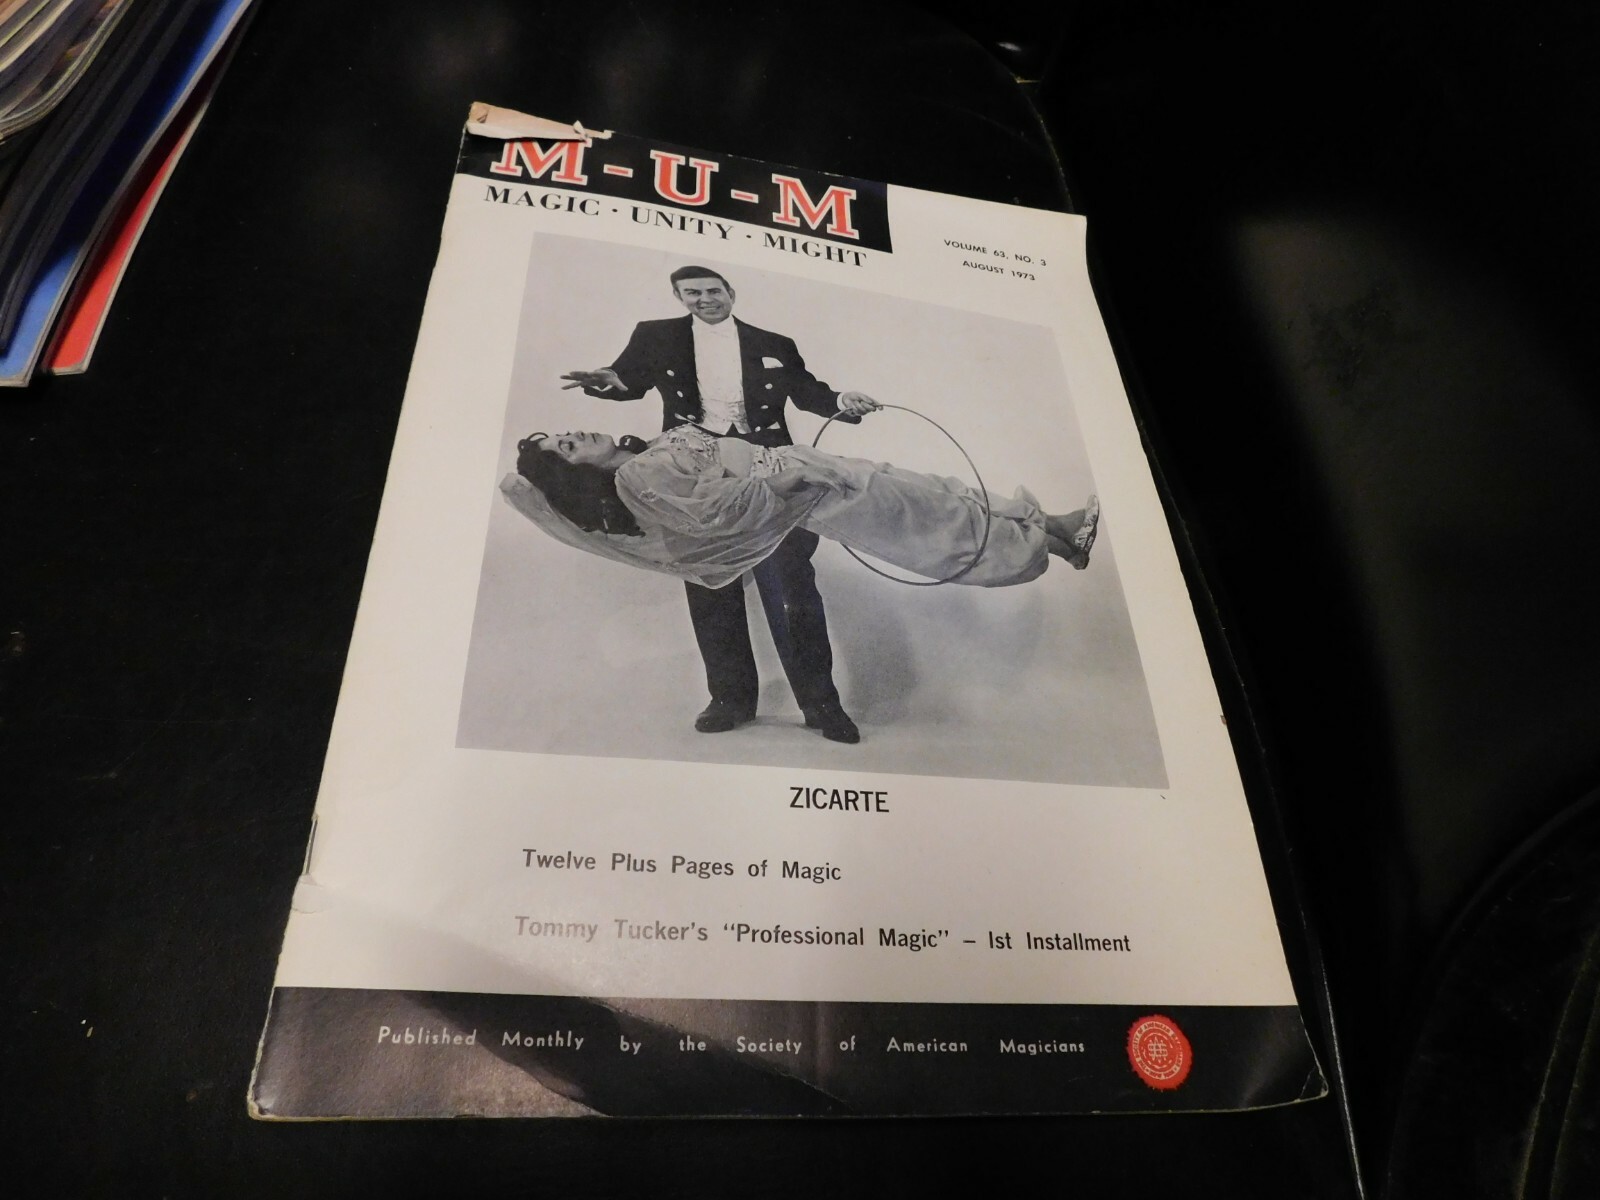 M-U-M
MAGIC · UNITY · MIGHT
VOLUME 63, NO. 3
AUGUST 1973
ZICARTE
Twelve Plus Pages of Magic
Tommy Tucker's "Professional Magic" – Ist Installment
Published Monthly by the Society of American Magicians